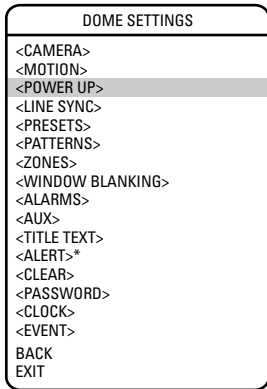 DOME SETTINGS
<CAMERA>
<MOTION>
<POWER UP>
<LINE SYNC>
<PRESETS>
<PATTERNS>
<ZONES>
<WINDOW BLANKING>
<ALARMS>
<AUX>
<TITLE TEXT>
<ALERT>*
<CLEAR>
<PASSWORD>
<CLOCK>
<EVENT>
BACK
EXIT